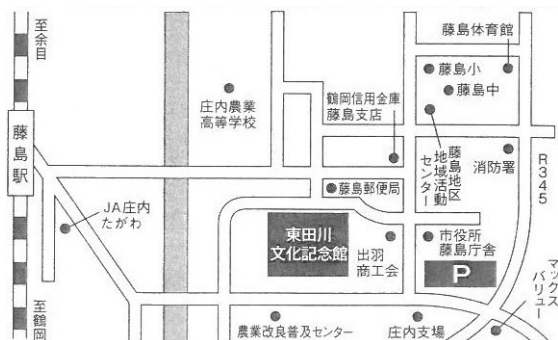 至余目
藤島駅
至鶴岡
JA庄内
たがわ
庄内農業
高等学校
鶴岡信用金庫
藤島支店
藤島郵便局
東田川
文化記念館
出羽
商工会
農業改良普及センター
庄内支場
藤島体育館
藤島小
藤島中
藤島地区
地域活動
センター
消防署
R345
市役所
藤島庁舎
P
マックス
バリュー